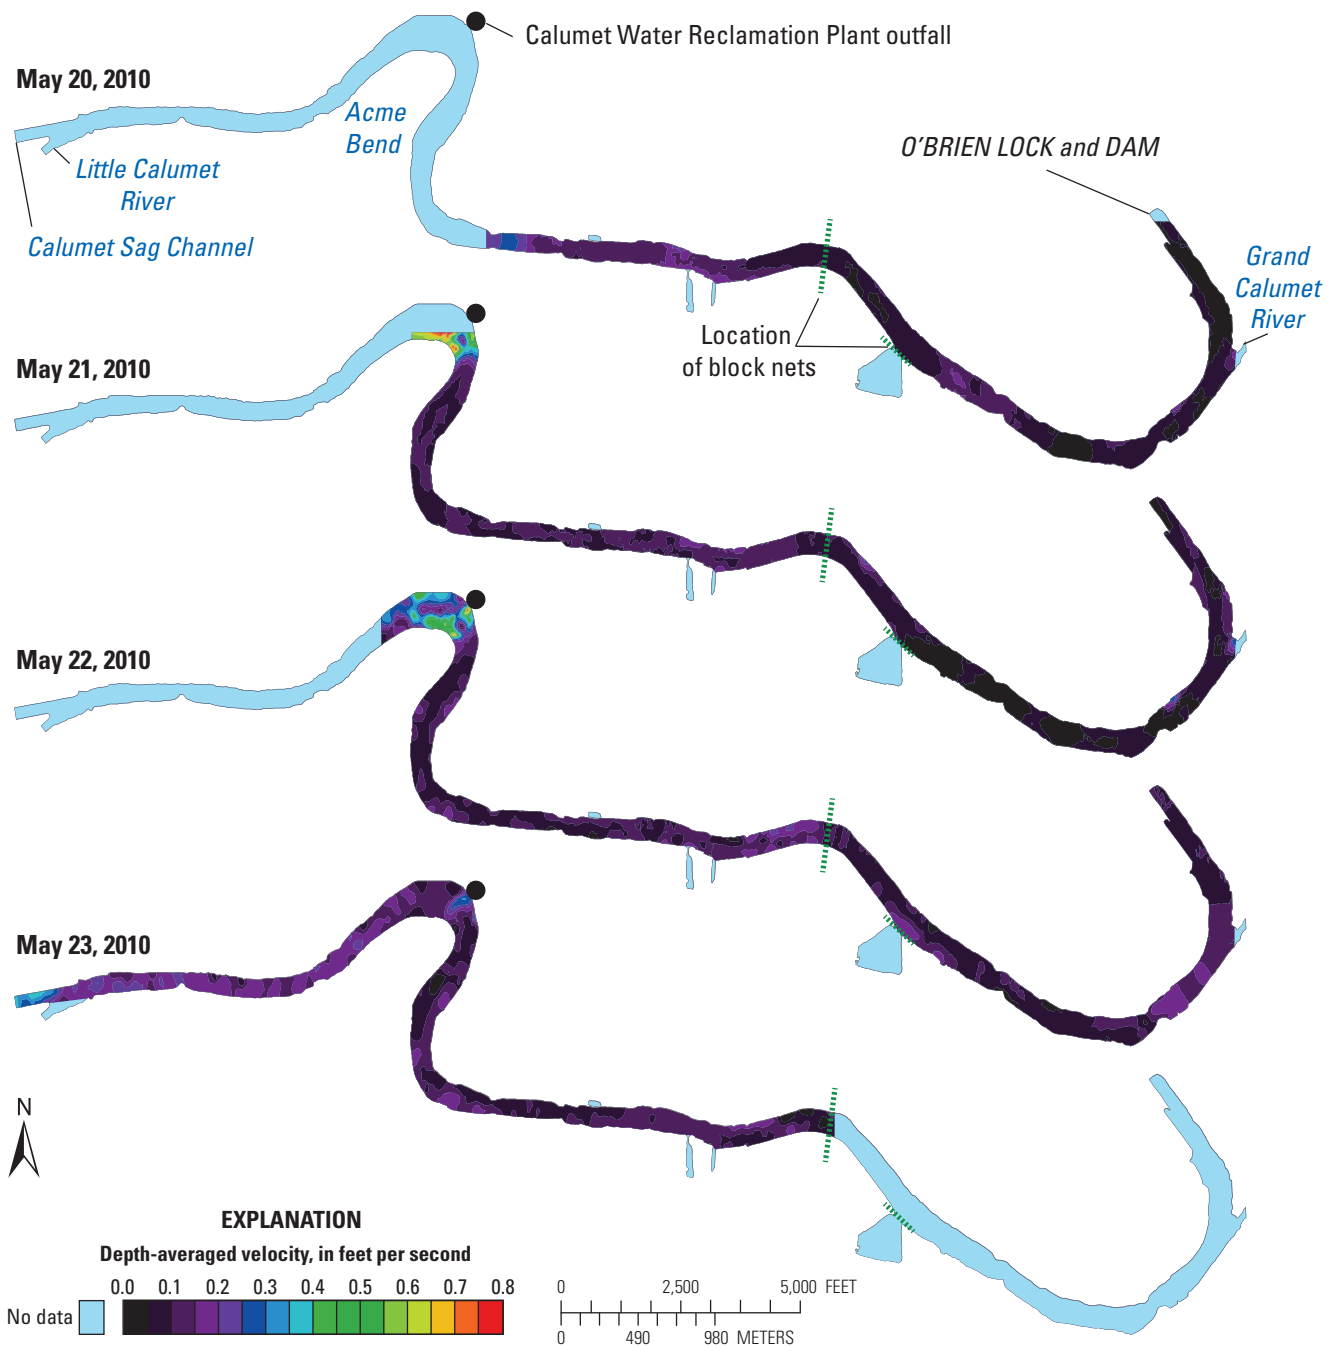 Calumet Water Reclamation Plant outfall
May 20, 2010
Acme
Bend
O'BRIEN LOCK and DAM
Little Calumet
River
Calumet Sag Channel
Grand
Calumet
River
Location
of block nets
May 21, 2010
May 22, 2010
May 23, 2010
N
EXPLANATION
Depth-averaged velocity, in feet per second
0.0 0.1 0.2 0.3 0.4 0.5 0.6 0.7 0.8
No data
0 2,500 5,000 FEET
0 490 980 METERS